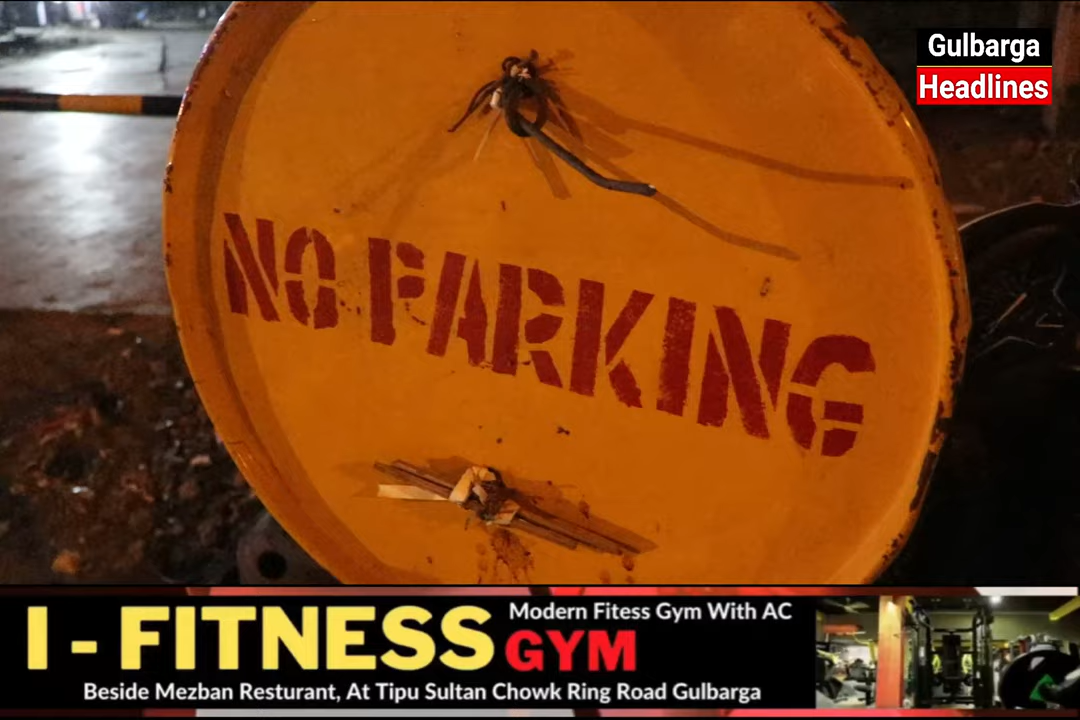 Gulbarga
Headlines
NO PARKING
I - FITNESS
Modern Fitess Gym With AC
GYM
Beside Mezban Resturant, At Tipu Sultan Chowk Ring Road Gulbarga